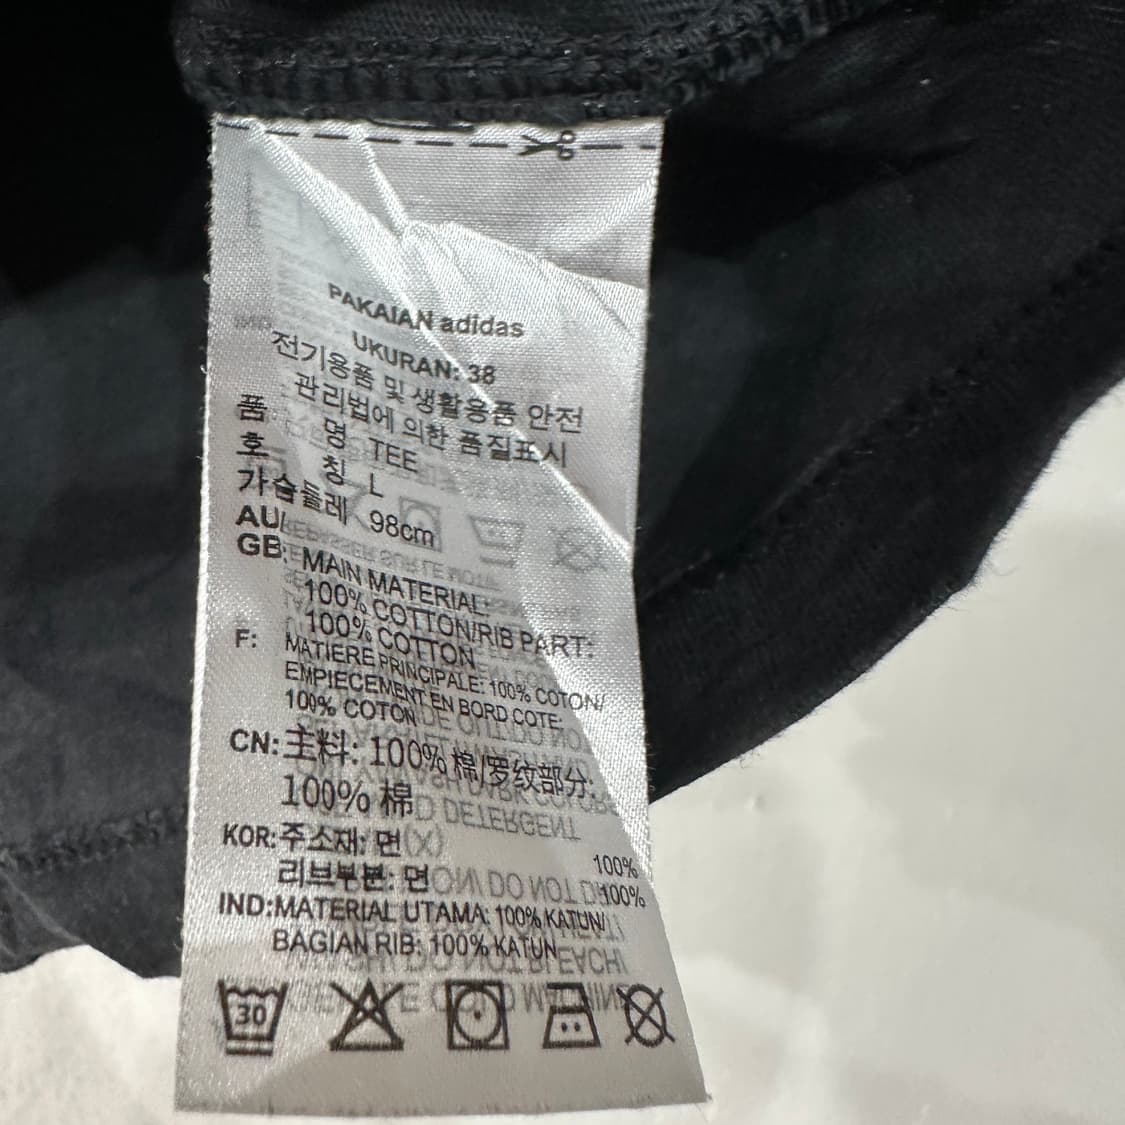 PAKAIAN adidas
UKURAN: 38
전기용품 및 생활용품 안전
관리법에 의한 품질표시
품 명 TEE
호 칭 L
가슴둘레 98cm
AU/
GB: MAIN MATERIAL:
100% COTTON/RIB PART:
100% COTTON
F: MATIERE PRINCIPALE: 100% COTON/
EMPIECEMENT EN BORD COTE:
100% COTON
CN: 主料: 100% 棉/罗纹部分:
100% 棉
KOR: 주소재: 면 100%
리브부분: 면 100%
IND: MATERIAL UTAMA: 100% KATUN/
BAGIAN RIB: 100% KATUN
30